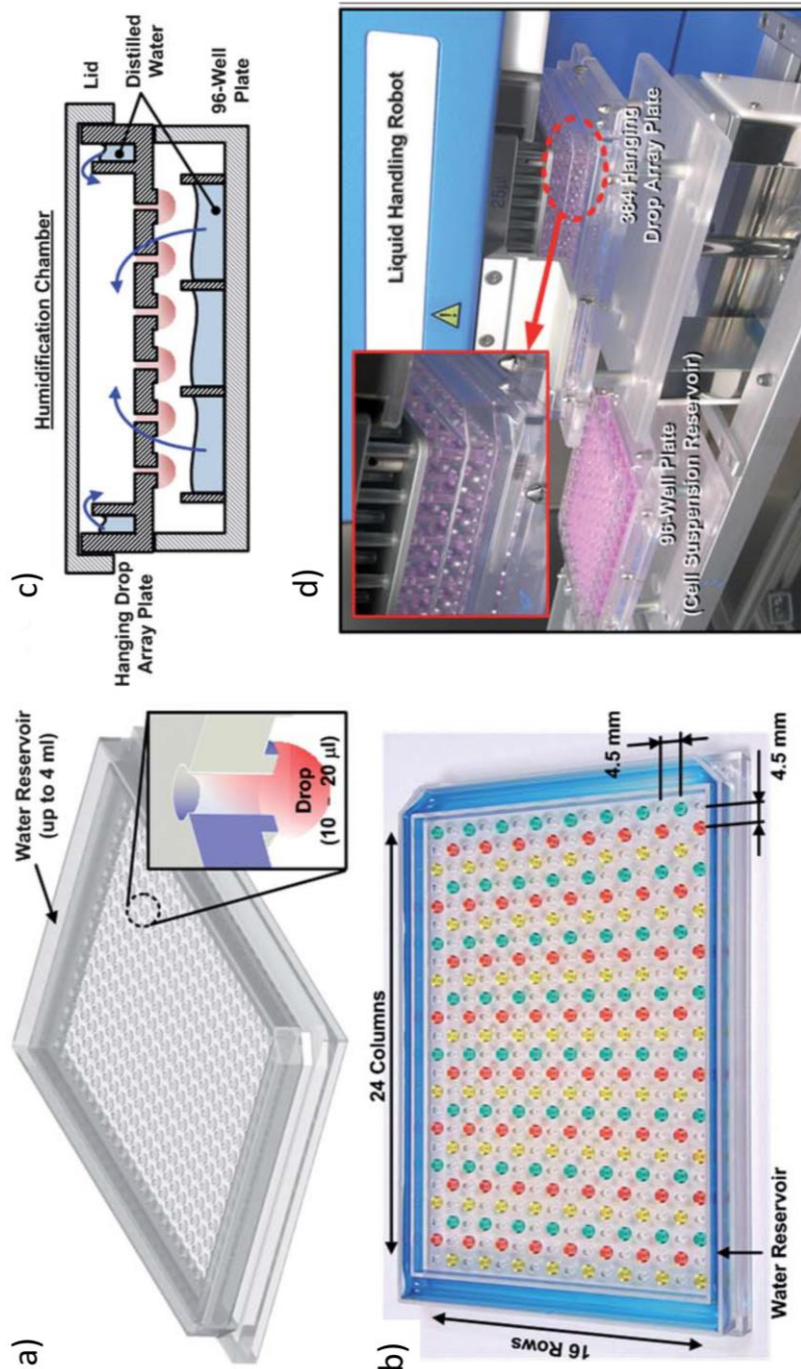 a)
Water Reservoir
(up to 4 ml)
Drop
(10 – 20 µl)
b)
24 Columns
16 Rows
4.5 mm
4.5 mm
Water Reservoir
c)
Humidification Chamber
Lid
Distilled
Water
Hanging Drop
Array Plate
96-Well
Plate
d)
Liquid Handling Robot
25µl
384 Hanging
Drop Array Plate
96-Well Plate
(Cell Suspension Reservoir)